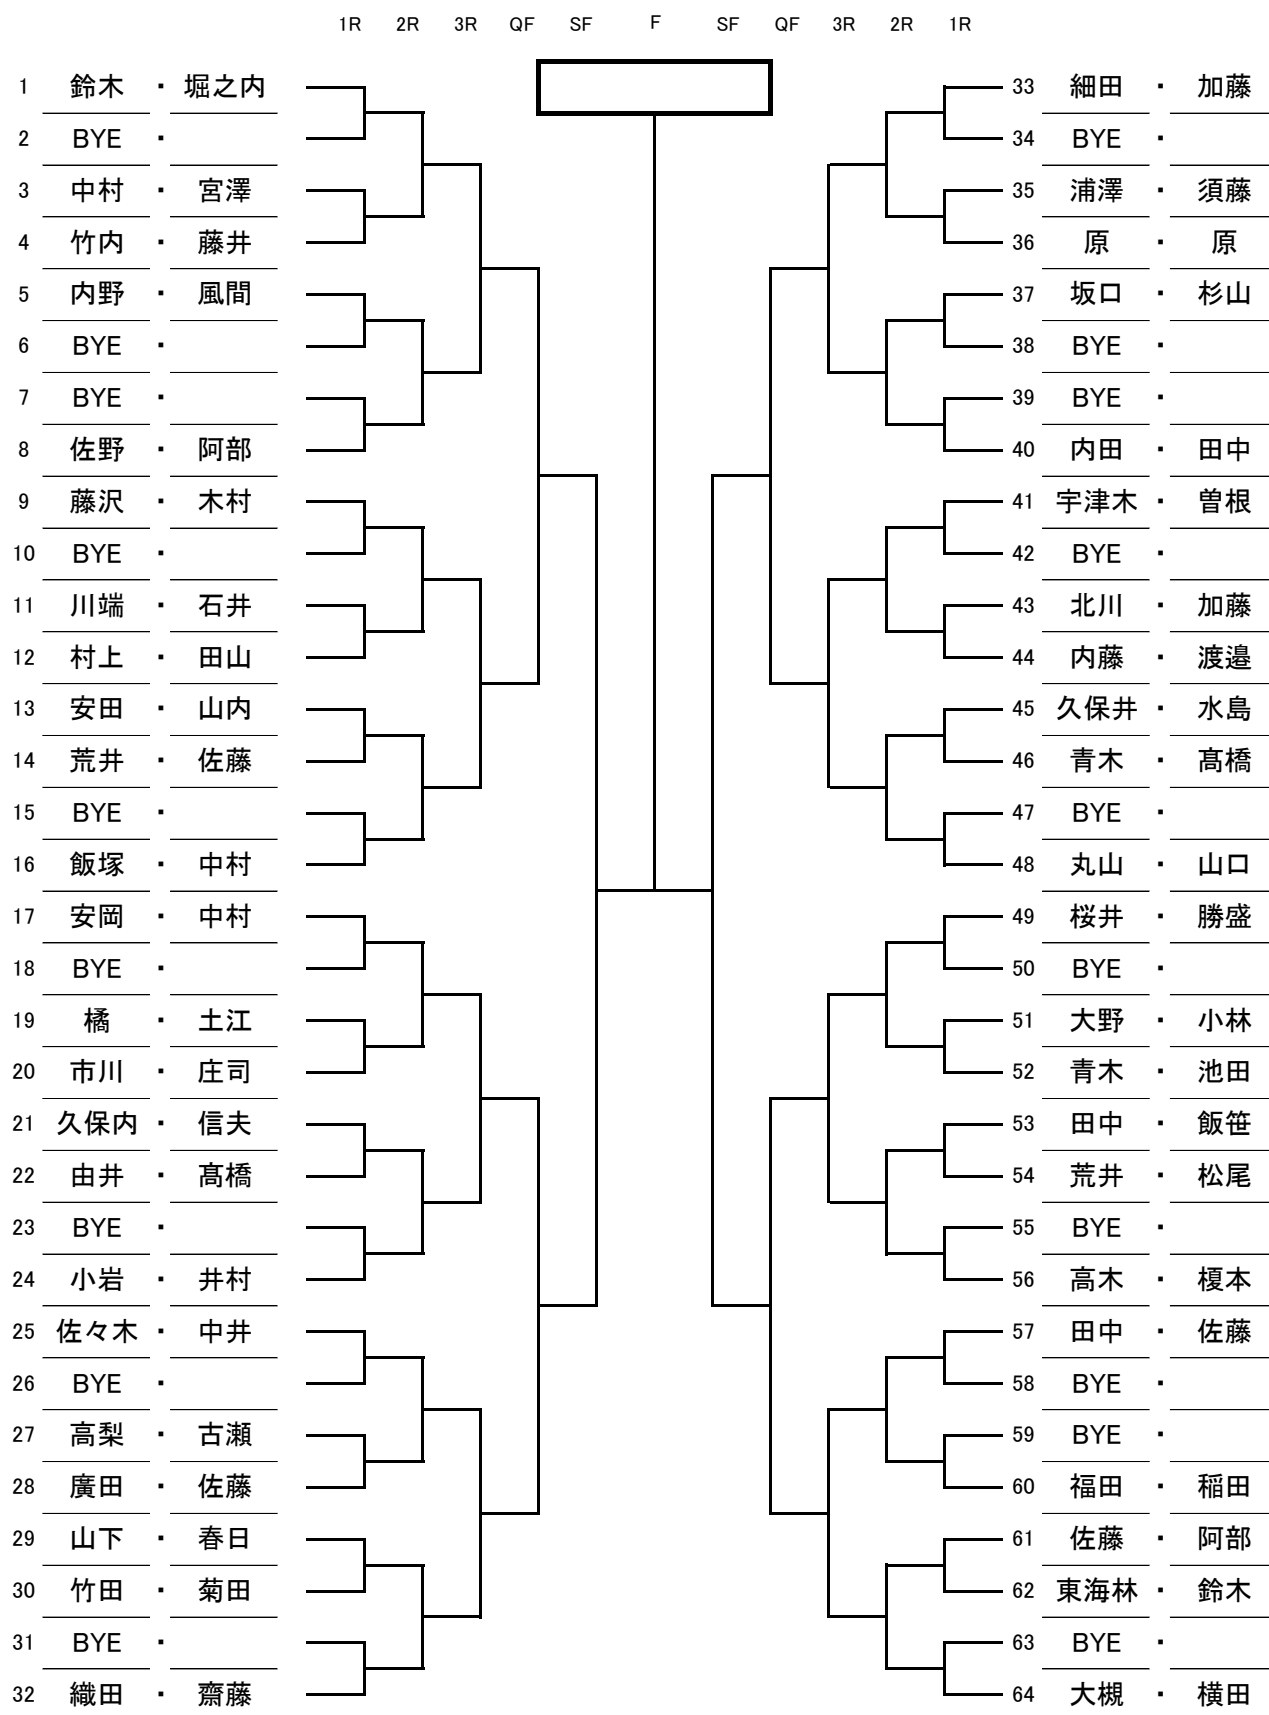 1R 2R 3R QF SF F SF QF 3R 2R 1R
1 鈴木 ・ 堀之内 33 細田 ・ 加藤
2 BYE ・ 34 BYE ・
3 中村 ・ 宮澤 35 浦澤 ・ 須藤
4 竹内 ・ 藤井 36 原 ・ 原
5 内野 ・ 風間 37 坂口 ・ 杉山
6 BYE ・ 38 BYE ・
7 BYE ・ 39 BYE ・
8 佐野 ・ 阿部 40 内田 ・ 田中
9 藤沢 ・ 木村 41 宇津木 ・ 曽根
10 BYE ・ 42 BYE ・
11 川端 ・ 石井 43 北川 ・ 加藤
12 村上 ・ 田山 44 内藤 ・ 渡邉
13 安田 ・ 山内 45 久保井 ・ 水島
14 荒井 ・ 佐藤 46 青木 ・ 髙橋
15 BYE ・ 47 BYE ・
16 飯塚 ・ 中村 48 丸山 ・ 山口
17 安岡 ・ 中村 49 桜井 ・ 勝盛
18 BYE ・ 50 BYE ・
19 橘 ・ 土江 51 大野 ・ 小林
20 市川 ・ 庄司 52 青木 ・ 池田
21 久保内 ・ 信夫 53 田中 ・ 飯笹
22 由井 ・ 髙橋 54 荒井 ・ 松尾
23 BYE ・ 55 BYE ・
24 小岩 ・ 井村 56 高木 ・ 榎本
25 佐々木 ・ 中井 57 田中 ・ 佐藤
26 BYE ・ 58 BYE ・
27 高梨 ・ 古瀬 59 BYE ・
28 廣田 ・ 佐藤 60 福田 ・ 稲田
29 山下 ・ 春日 61 佐藤 ・ 阿部
30 竹田 ・ 菊田 62 東海林 ・ 鈴木
31 BYE ・ 63 BYE ・
32 織田 ・ 齋藤 64 大槻 ・ 横田